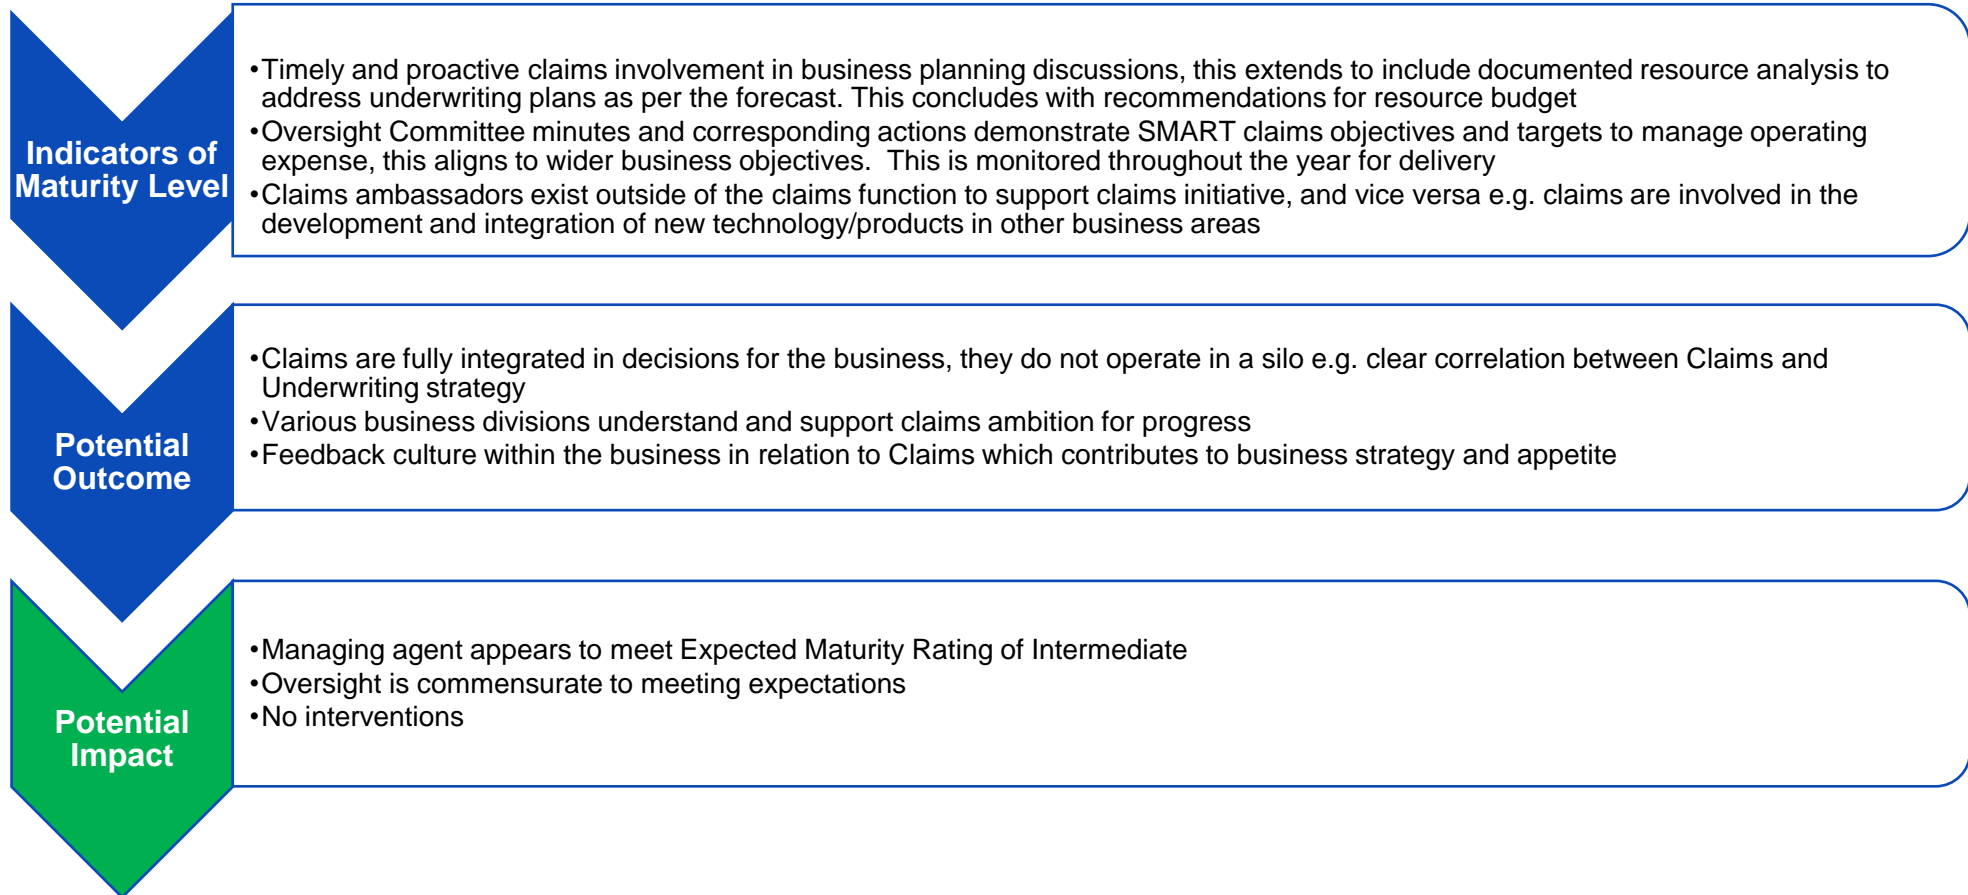 Indicators of
Maturity Level
•Timely and proactive claims involvement in business planning discussions, this extends to include documented resource analysis to
address underwriting plans as per the forecast. This concludes with recommendations for resource budget
•Oversight Committee minutes and corresponding actions demonstrate SMART claims objectives and targets to manage operating
expense, this aligns to wider business objectives.  This is monitored throughout the year for delivery
•Claims ambassadors exist outside of the claims function to support claims initiative, and vice versa e.g. claims are involved in the
development and integration of new technology/products in other business areas
Potential
Outcome
•Claims are fully integrated in decisions for the business, they do not operate in a silo e.g. clear correlation between Claims and
Underwriting strategy
•Various business divisions understand and support claims ambition for progress
•Feedback culture within the business in relation to Claims which contributes to business strategy and appetite
Potential
Impact
•Managing agent appears to meet Expected Maturity Rating of Intermediate
•Oversight is commensurate to meeting expectations
•No interventions